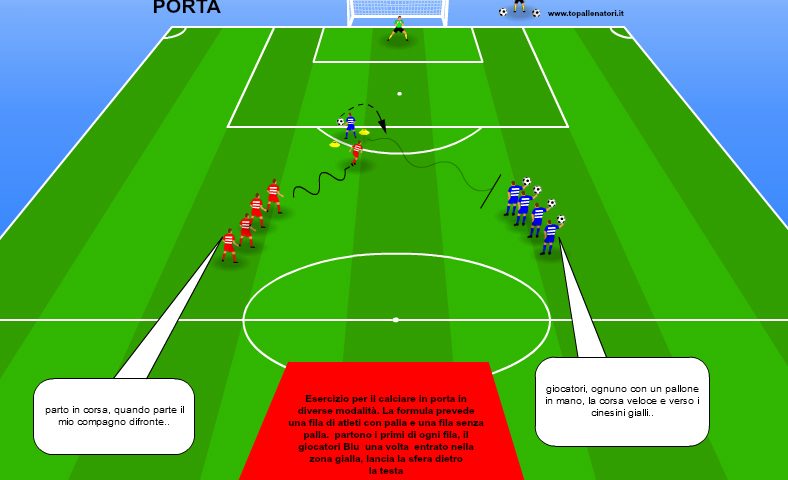 PORTA
www.topallenatori.it
parto in corsa, quando parte il
mio compagno difronte..
Esercizio per il calciare in porta in
diverse modalità. La formula prevede
una fila di atleti con palla e una fila senza
palla. partono i primi di ogni fila, il
giocatori Blu una volta entrato nella
zona gialla, lancia la sfera dietro
la testa
giocatori, ognuno con un pallone
in mano, la corsa veloce e verso i
cinesini gialli..